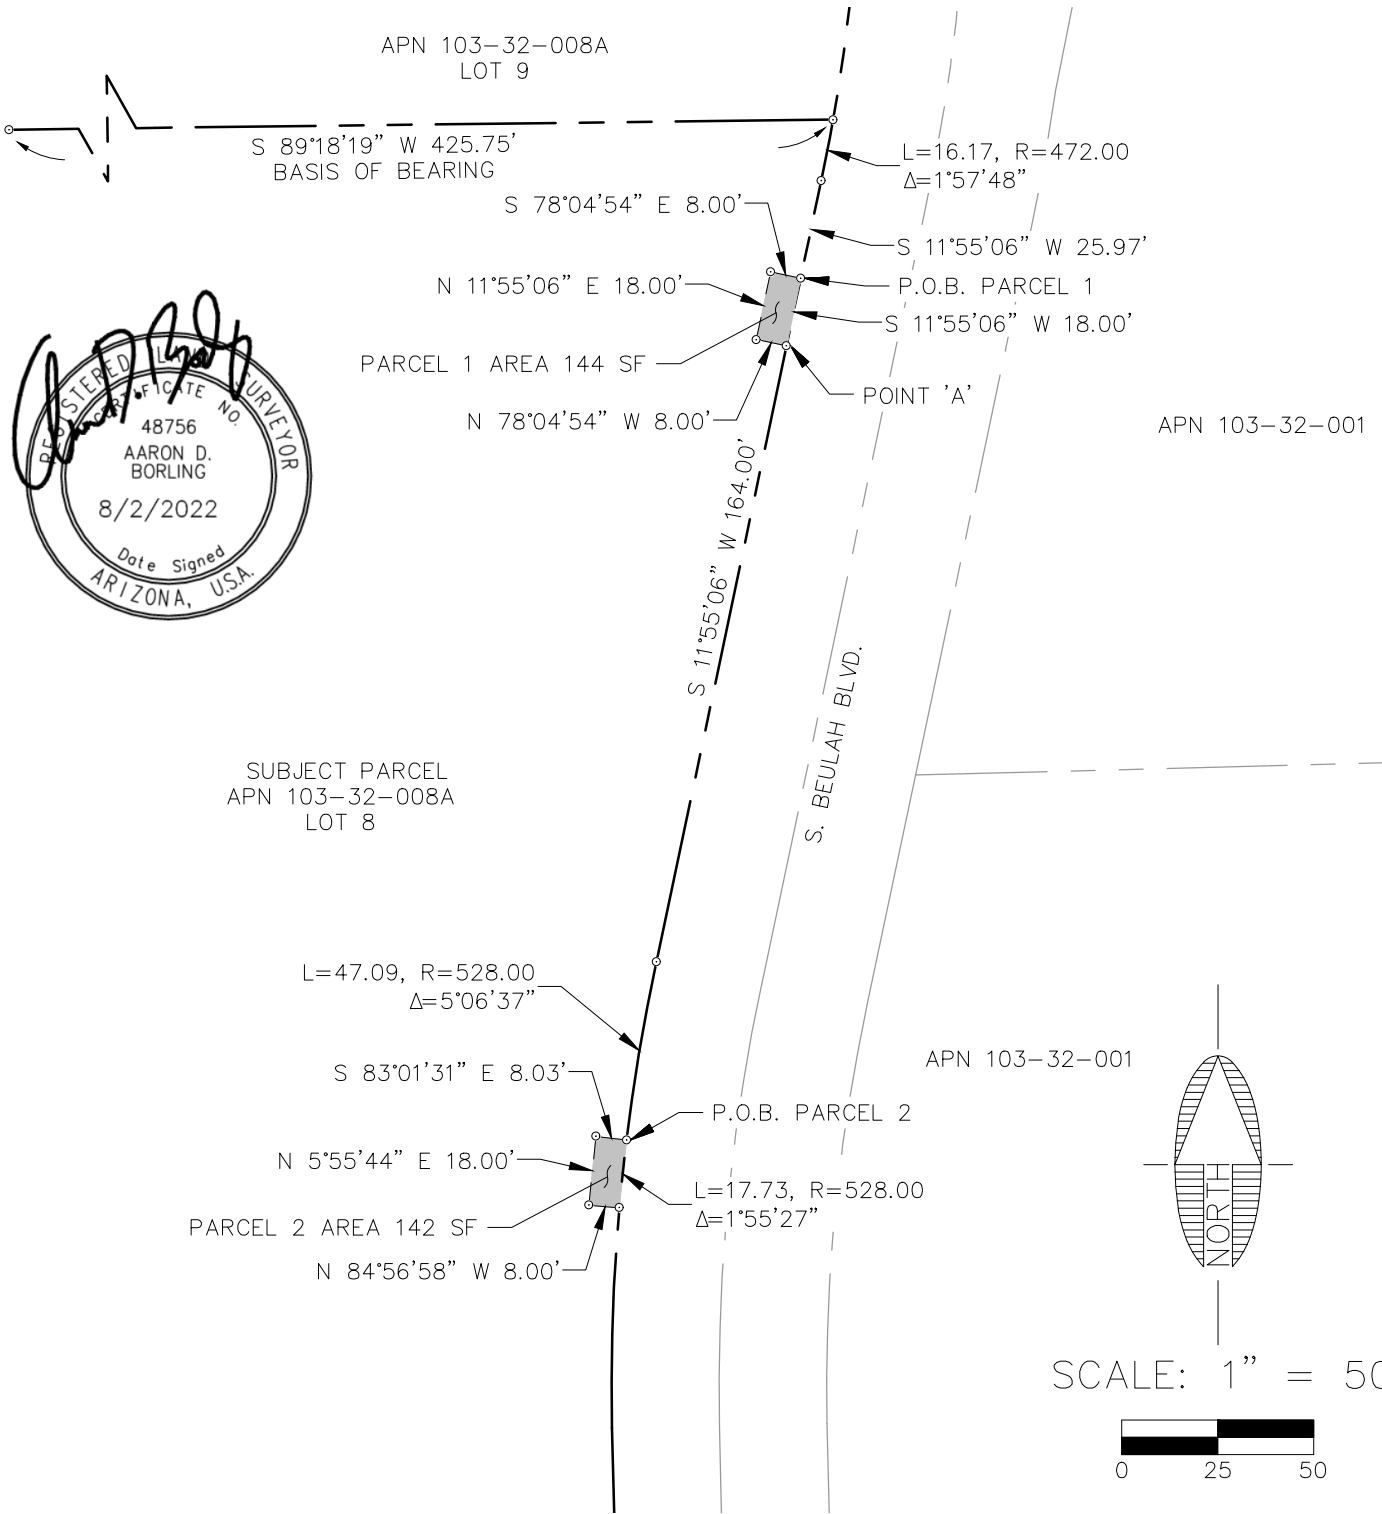 APN 103-32-008A
LOT 9
S 89°18'19" W 425.75'
BASIS OF BEARING
L=16.17, R=472.00
Δ=1°57'48"
S 78°04'54" E 8.00'
S 11°55'06" W 25.97'
N 11°55'06" E 18.00'
P.O.B. PARCEL 1
S 11°55'06" W 18.00'
PARCEL 1 AREA 144 SF
POINT 'A'
N 78°04'54" W 8.00'
APN 103-32-001
REGISTERED LAND SURVEYOR
CERTIFICATE NO.
48756
AARON D.
BORLING
8/2/2022
Date Signed
ARIZONA, U.S.A.
S 11°55'06" W 164.00'
S. BEULAH BLVD.
SUBJECT PARCEL
APN 103-32-008A
LOT 8
L=47.09, R=528.00
Δ=5°06'37"
S 83°01'31" E 8.03'
APN 103-32-001
P.O.B. PARCEL 2
N 5°55'44" E 18.00'
L=17.73, R=528.00
Δ=1°55'27"
PARCEL 2 AREA 142 SF
N 84°56'58" W 8.00'
NORTH
SCALE: 1" = 50
0 25 50